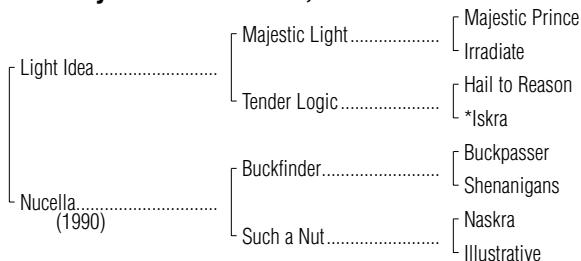 Majestic Prince
Majestic Light
Irradiate
Light Idea
Hail to Reason
Tender Logic
*Iskra
Buckpasser
Buckfinder
Shenanigans
Nucella
(1990)
Naskra
Such a Nut
Illustrative